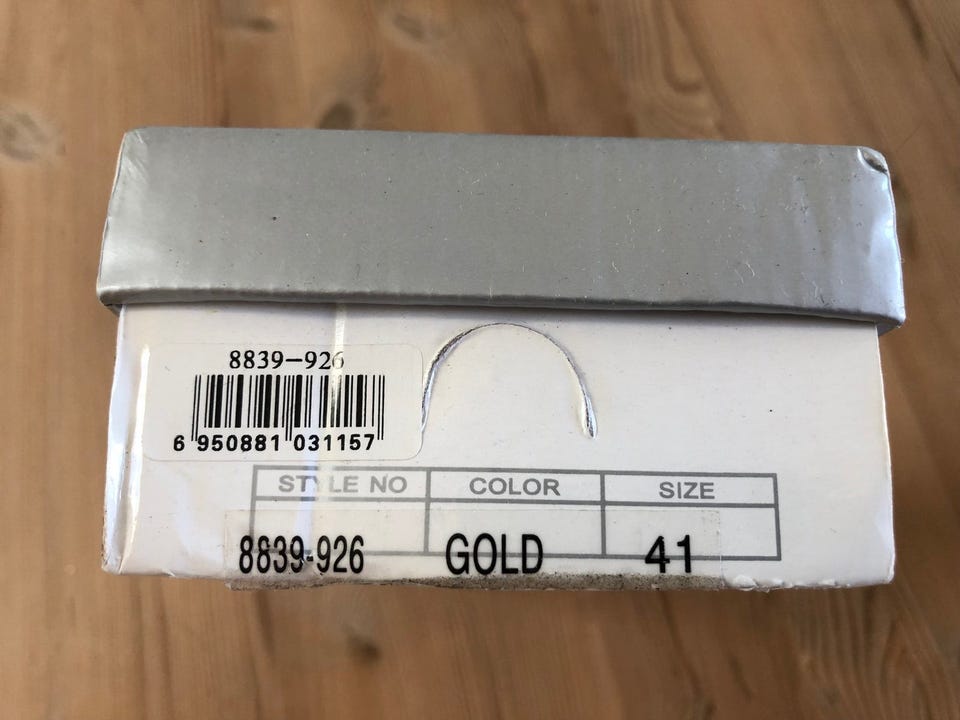 8839-926
6 950881 031157
STYLE NO COLOR SIZE
8839-926 GOLD 41